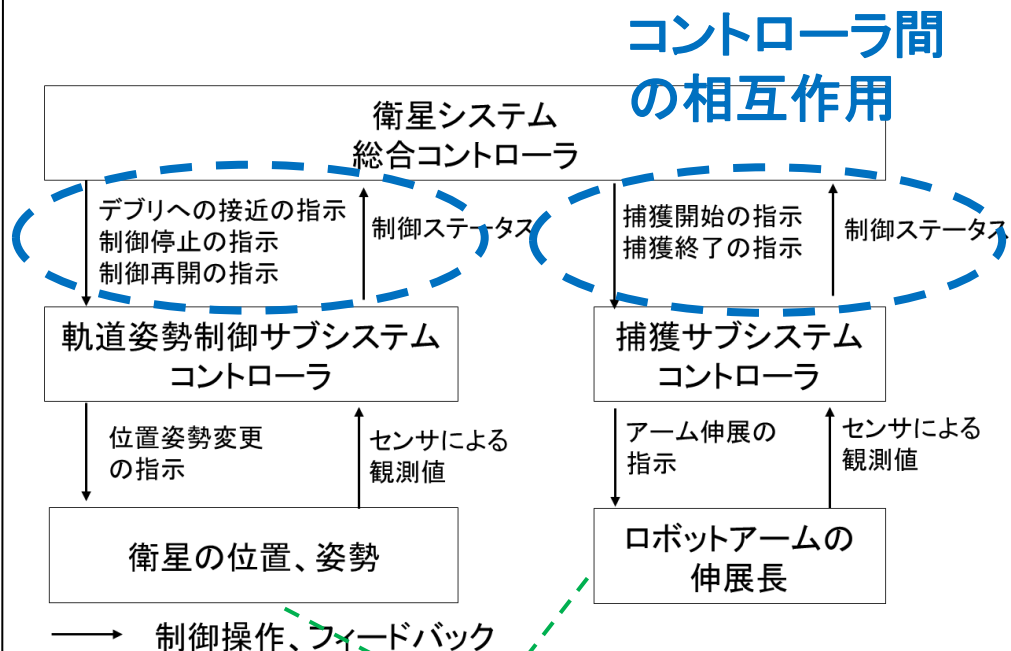 コントローラ間
の相互作用
衛星システム
総合コントローラ
デブリへの接近の指示
制御停止の指示
制御再開の指示
制御ステータス
捕獲開始の指示
捕獲終了の指示
制御ステータス
軌道姿勢制御サブシステム
コントローラ
捕獲サブシステム
コントローラ
位置姿勢変更
の指示
センサによる
観測値
アーム伸展の
指示
センサによる
観測値
衛星の位置、姿勢
ロボットアームの
伸展長
制御操作、フィードバック